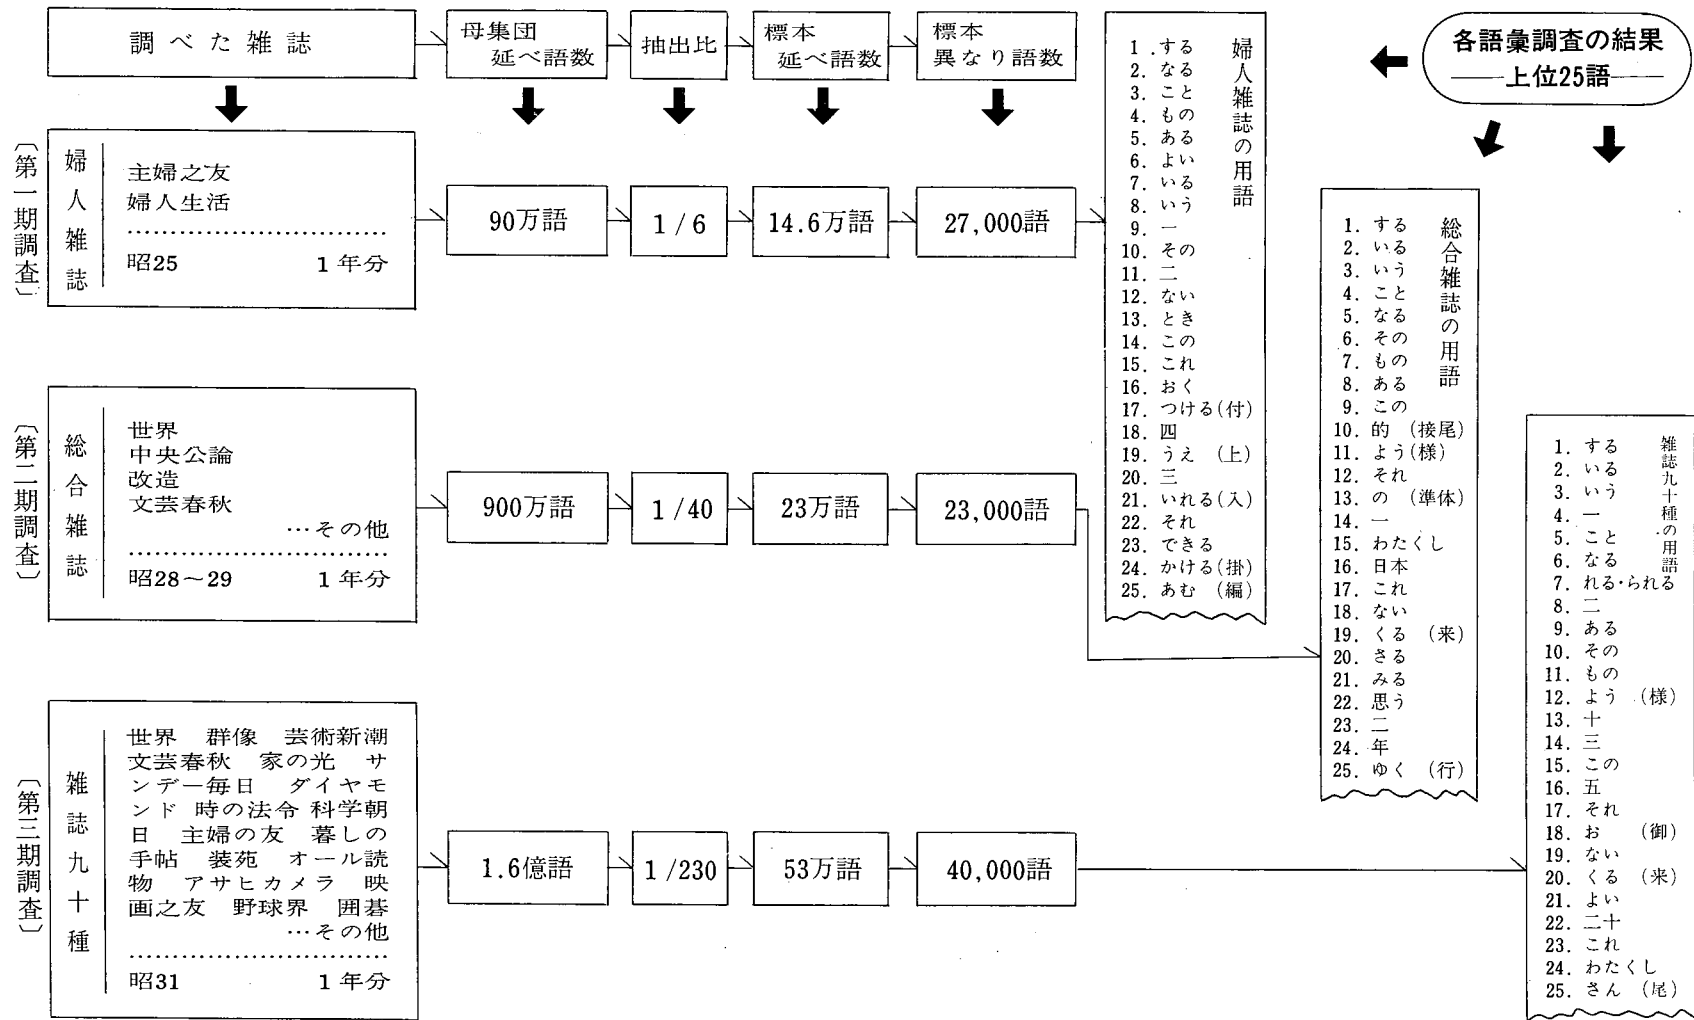 調べた雑誌
母集団
延べ語数
抽出比
標本
延べ語数
標本
異なり語数
各語彙調査の結果
──上位25語──
〔第一期調査〕
婦人雑誌
主婦之友
婦人生活
昭25 1年分
90万語
1/6
14.6万語
27,000語
〔第二期調査〕
総合雑誌
世界
中央公論
改造
文芸春秋
…その他
昭28~29 1年分
900万語
1/40
23万語
23,000語
〔第三期調査〕
雑誌九十種
世界 群像 芸術新潮
文芸春秋 家の光 サ
ンデー毎日 ダイヤモ
ンド 時の法令 科学朝
日 主婦の友 暮しの
手帖 装苑 オール読
物 アサヒカメラ 映
画之友 野球界 囲碁
…その他
昭31 1年分
1.6億語
1/230
53万語
40,000語
婦人雑誌の用語
1. する
2. なる
3. こと
4. もの
5. ある
6. よい
7. いる
8. いう
9. 一
10. その
11. 二
12. ない
13. とき
14. この
15. これ
16. おく
17. つける(付)
18. 四
19. うえ (上)
20. 三
21. いれる(入)
22. それ
23. できる
24. かける(掛)
25. あむ (編)
総合雑誌の用語
1. する
2. いる
3. いう
4. こと
5. なる
6. その
7. もの
8. ある
9. この
10. 的 (接尾)
11. よう(様)
12. それ
13. の (準体)
14. 一
15. わたくし
16. 日本
17. これ
18. ない
19. くる (来)
20. さる
21. みる
22. 思う
23. 二
24. 年
25. ゆく (行)
雑誌九十種の用語
1. する
2. いる
3. いう
4. 一
5. こと
6. なる
7. れる・られる
8. 二
9. ある
10. その
11. もの
12. よう (様)
13. 十
14. 三
15. この
16. 五
17. それ
18. お (御)
19. ない
20. くる (来)
21. よい
22. 二十
23. これ
24. わたくし
25. さん (尾)